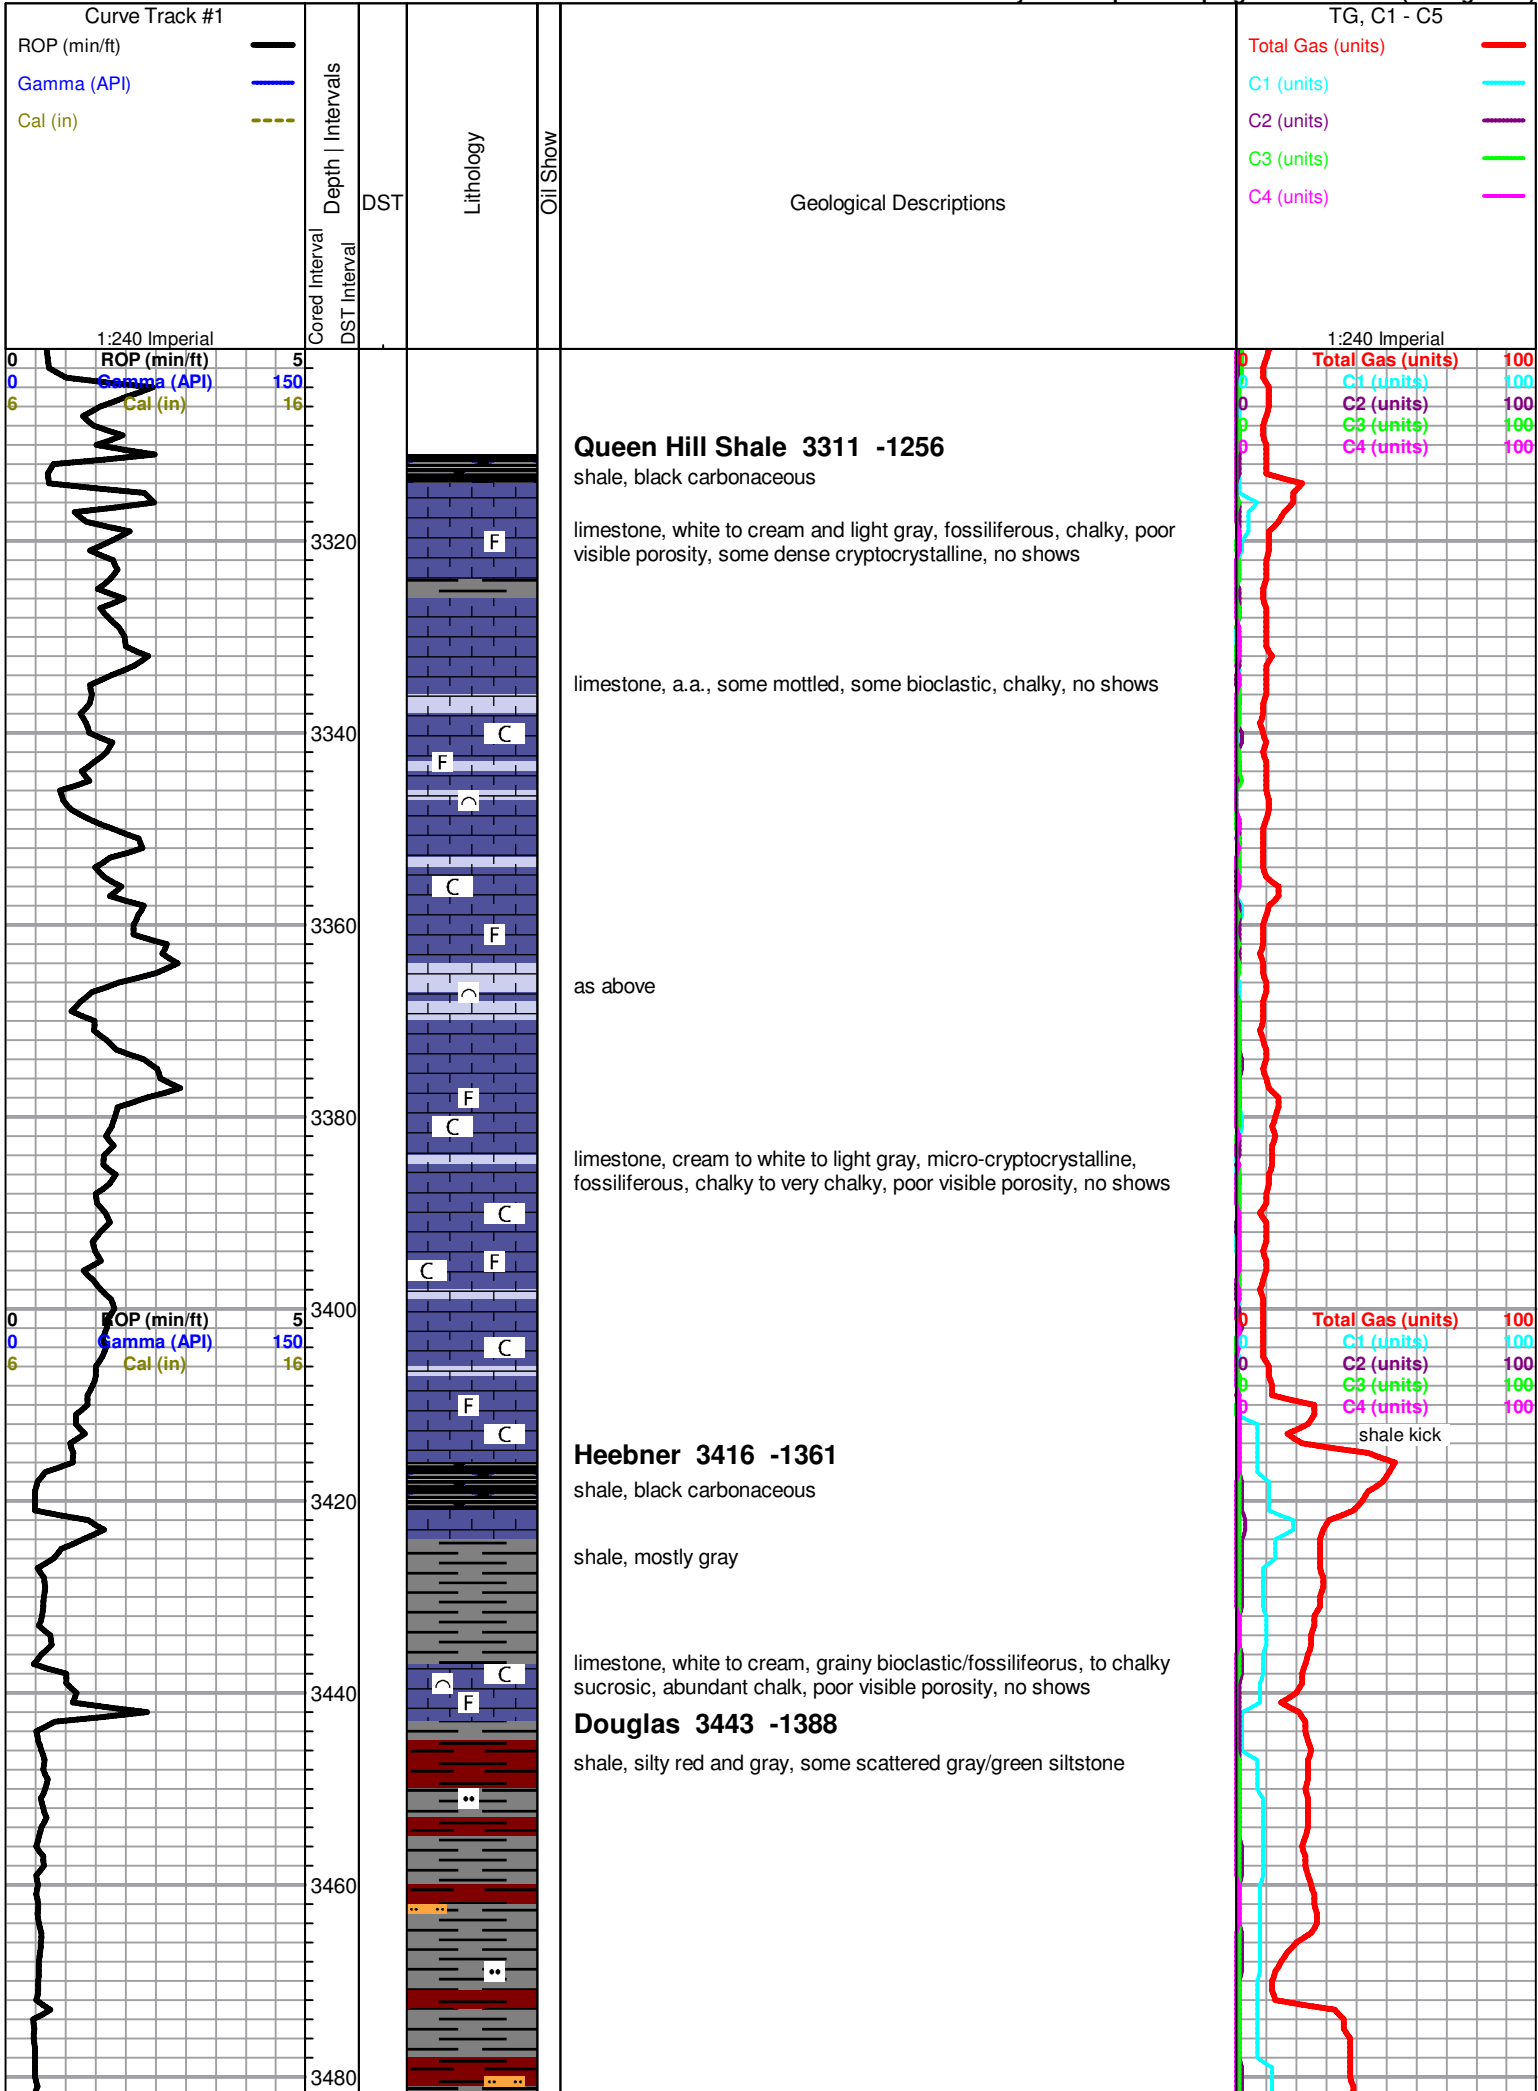 Curve Track #1
ROP (min/ft)
Gamma (API)
Cal (in)
1:240 Imperial
Depth | Intervals
Cored Interval
DST Interval
DST
Lithology
Oil Show
Geological Descriptions
TG, C1 - C5
Total Gas (units)
C1 (units)
C2 (units)
C3 (units)
C4 (units)
1:240 Imperial
0 ROP (min/ft) 5
0 Gamma (API) 150
6 Cal (in) 16
0 Total Gas (units) 100
0 C1 (units) 100
0 C2 (units) 100
0 C3 (units) 100
0 C4 (units) 100
Queen Hill Shale 3311 -1256
shale, black carbonaceous
limestone, white to cream and light gray, fossiliferous, chalky, poor
visible porosity, some dense cryptocrystalline, no shows
3320
F
limestone, a.a., some mottled, some bioclastic, chalky, no shows
3340
C
F
C
3360
F
as above
F
3380
C
limestone, cream to white to light gray, micro-cryptocrystalline,
fossiliferous, chalky to very chalky, poor visible porosity, no shows
C
F
C
3400
0 ROP (min/ft) 5
0 Gamma (API) 150
6 Cal (in) 16
0 Total Gas (units) 100
0 C1 (units) 100
0 C2 (units) 100
0 C3 (units) 100
0 C4 (units) 100
C
F
C
shale kick
Heebner 3416 -1361
shale, black carbonaceous
3420
shale, mostly gray
limestone, white to cream, grainy bioclastic/fossilifeorus, to chalky
sucrosic, abundant chalk, poor visible porosity, no shows
C
F
3440
Douglas 3443 -1388
shale, silty red and gray, some scattered gray/green siltstone
3460
3480